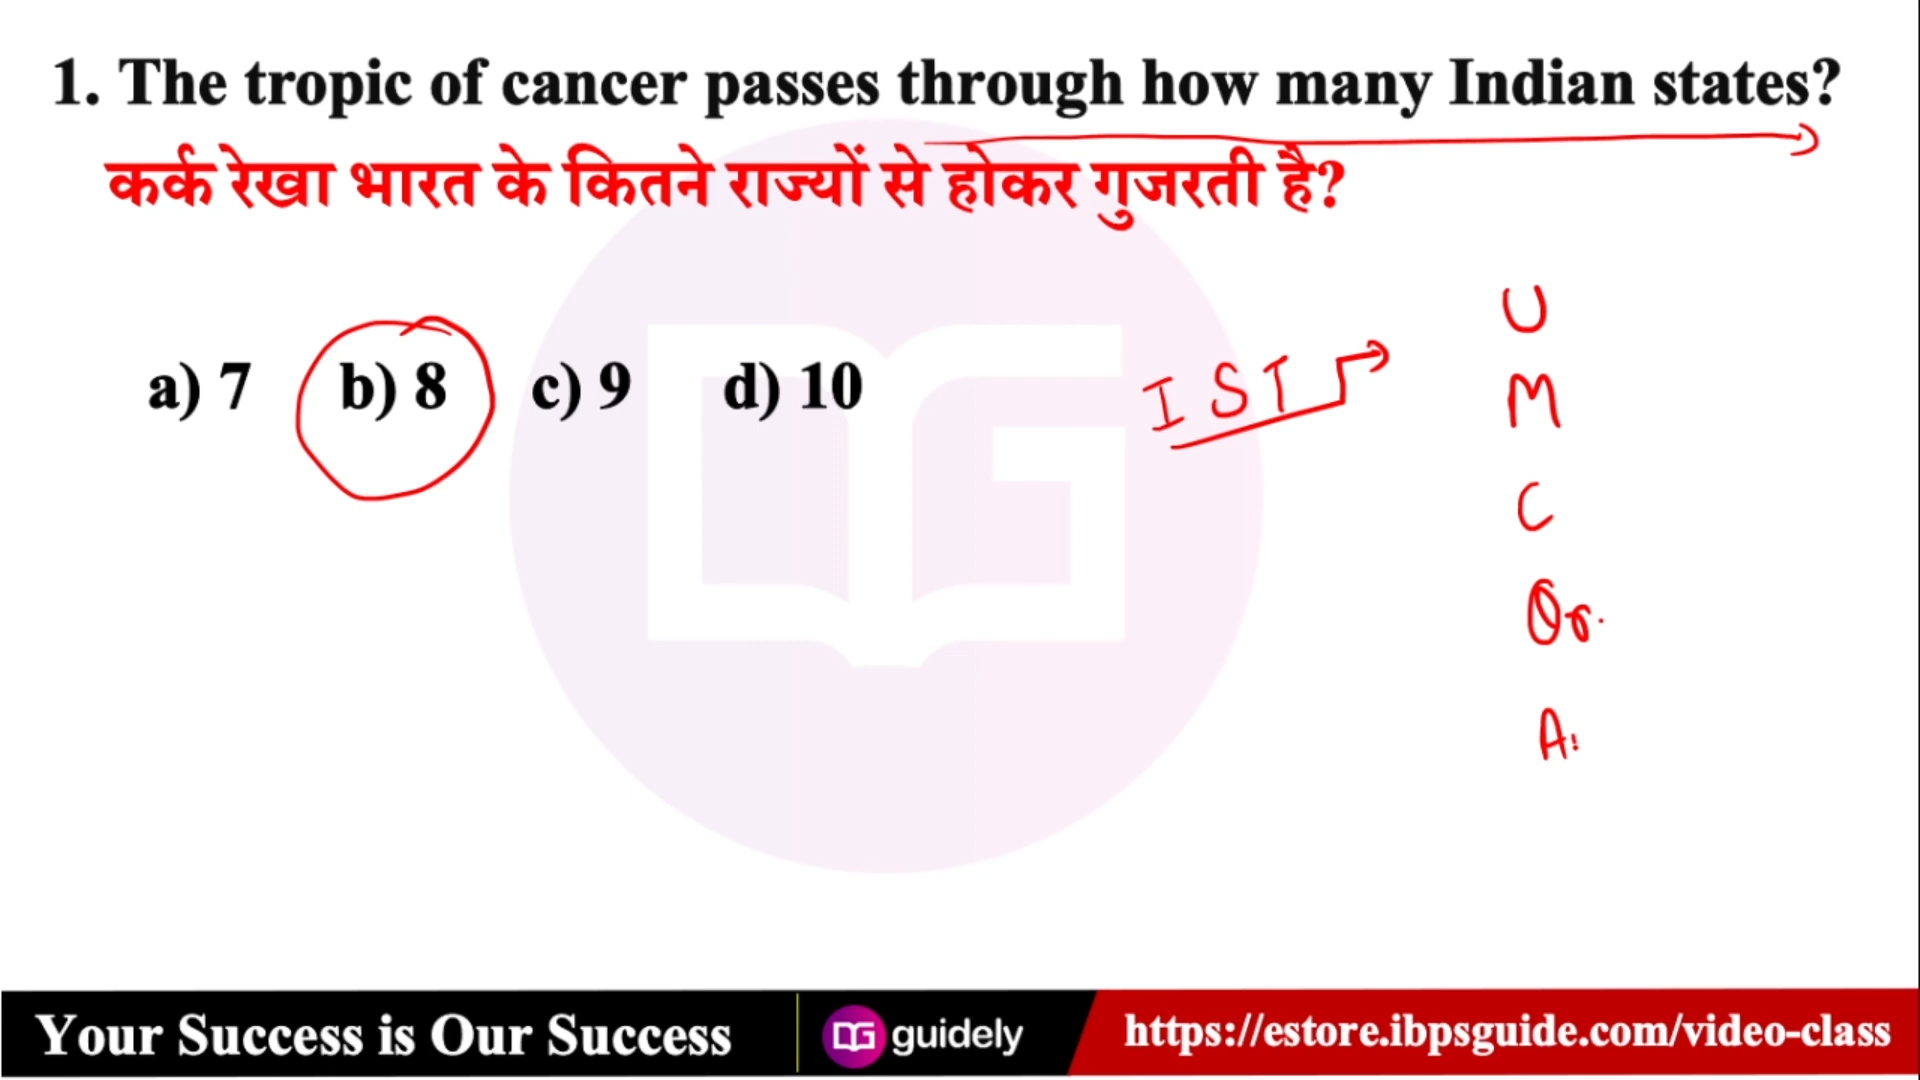 1. The tropic of cancer passes through how many Indian states?
कर्क रेखा भारत के कितने राज्यों से होकर गुजरती है?
a) 7 b) 8 c) 9 d) 10
IST
U
M
C
Or.
A.
Your Success is Our Success
DG guidely
https://estore.ibpsguide.com/video-class